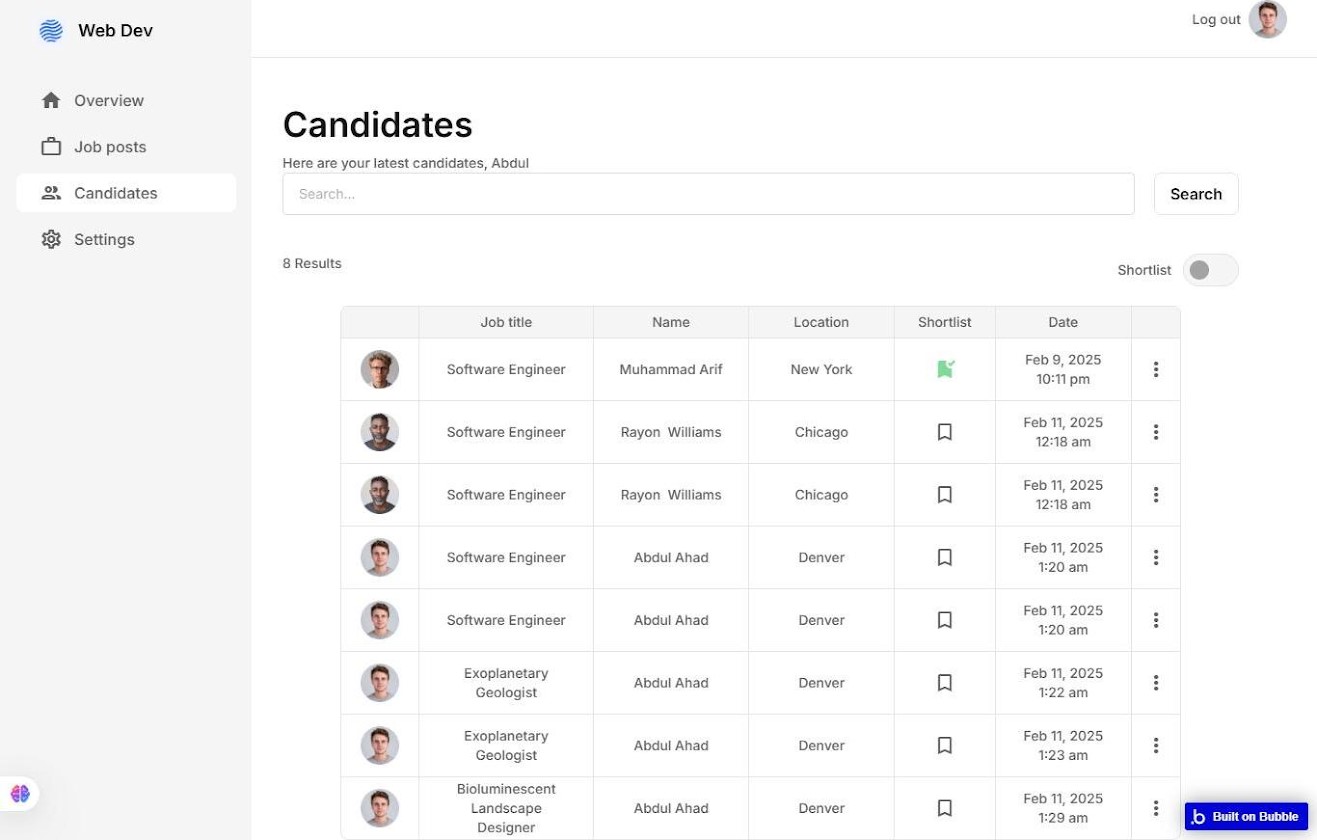 Web Dev
Log out
Overview
Job posts
Candidates
Settings
Candidates
Here are your latest candidates, Abdul
Search...
Search
8 Results
Shortlist
Job title Name Location Shortlist Date
Software Engineer Muhammad Arif New York Feb 9, 2025
10:11 pm
Software Engineer Rayon  Williams Chicago Feb 11, 2025
12:18 am
Software Engineer Rayon  Williams Chicago Feb 11, 2025
12:18 am
Software Engineer Abdul Ahad Denver Feb 11, 2025
1:20 am
Software Engineer Abdul Ahad Denver Feb 11, 2025
1:20 am
Exoplanetary
Geologist Abdul Ahad Denver Feb 11, 2025
1:22 am
Exoplanetary
Geologist Abdul Ahad Denver Feb 11, 2025
1:23 am
Bioluminescent
Landscape
Designer Abdul Ahad Denver Feb 11, 2025
1:29 am
Built on Bubble